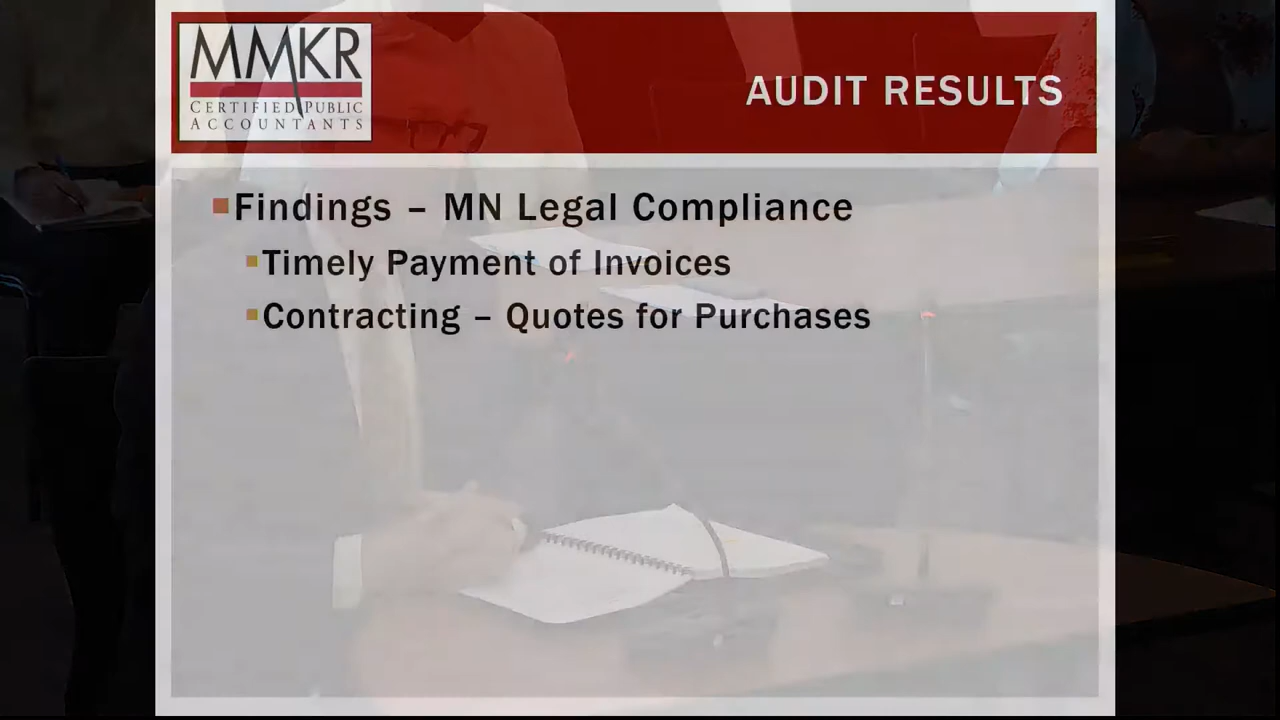 MMKR
CERTIFIED PUBLIC
ACCOUNTANTS
AUDIT RESULTS
Findings – MN Legal Compliance
Timely Payment of Invoices
Contracting – Quotes for Purchases